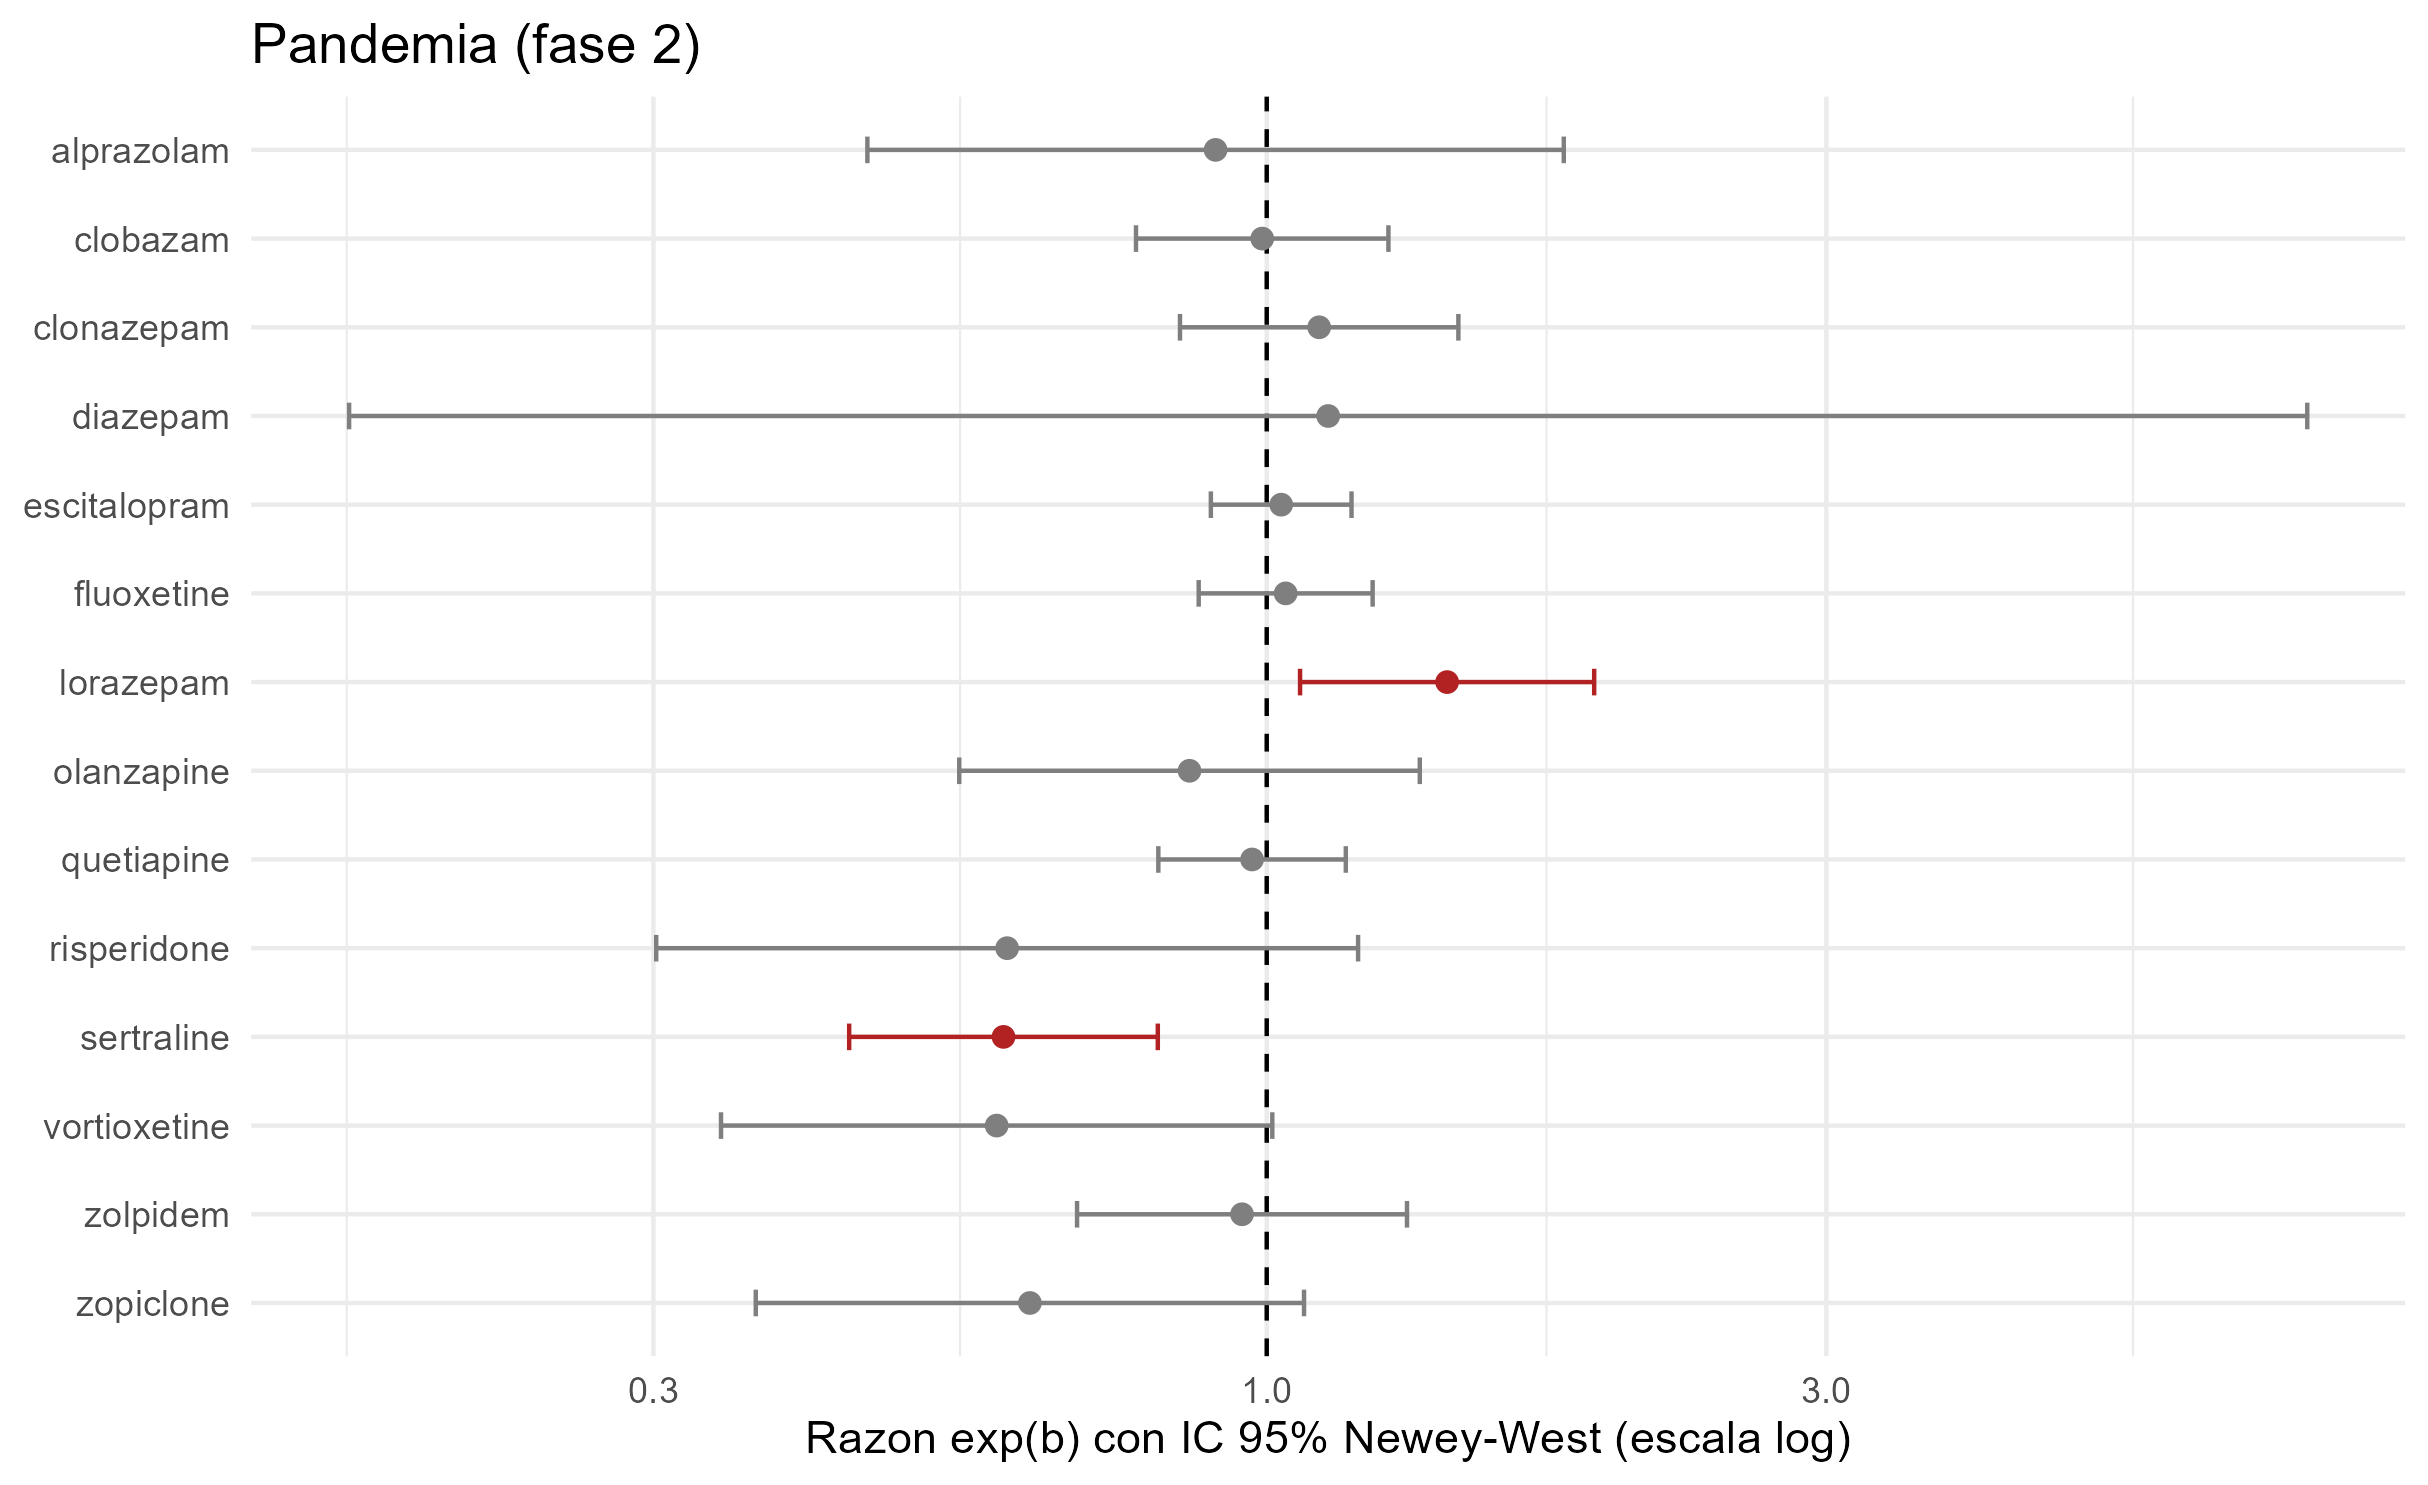 Pandemia (fase 2)
alprazolam
clobazam
clonazepam
diazepam
escitalopram
fluoxetine
lorazepam
olanzapine
quetiapine
risperidone
sertraline
vortioxetine
zolpidem
zopiclone
0.3 1.0 3.0
Razon exp(b) con IC 95% Newey-West (escala log)